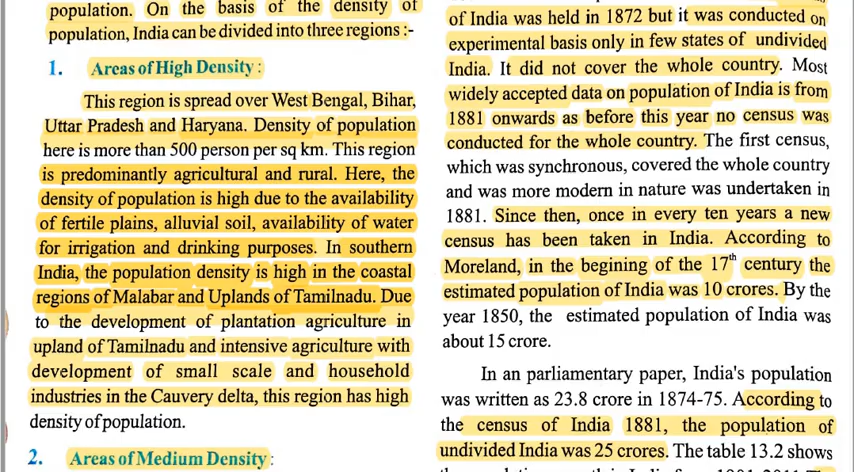 population. On the basis of the density of
population, India can be divided into three regions :-
1. Areas of High Density :
This region is spread over West Bengal, Bihar,
Uttar Pradesh and Haryana. Density of population
here is more than 500 person per sq km. This region
is predominantly agricultural and rural. Here, the
density of population is high due to the availability
of fertile plains, alluvial soil, availability of water
for irrigation and drinking purposes. In southern
India, the population density is high in the coastal
regions of Malabar and Uplands of Tamilnadu. Due
to the development of plantation agriculture in
upland of Tamilnadu and intensive agriculture with
development of small scale and household
industries in the Cauvery delta, this region has high
density of population.
2. Areas of Medium Density :
of India was held in 1872 but it was conducted on
experimental basis only in few states of undivided
India. It did not cover the whole country. Most
widely accepted data on population of India is from
1881 onwards as before this year no census was
conducted for the whole country. The first census,
which was synchronous, covered the whole country
and was more modern in nature was undertaken in
1881. Since then, once in every ten years a new
census has been taken in India. According to
Moreland, in the begining of the 17th century the
estimated population of India was 10 crores. By the
year 1850, the estimated population of India was
about 15 crore.
In a parliamentary paper, India's population
was written as 23.8 crore in 1874-75. According to
the census of India 1881, the population of
undivided India was 25 crores. The table 13.2 shows